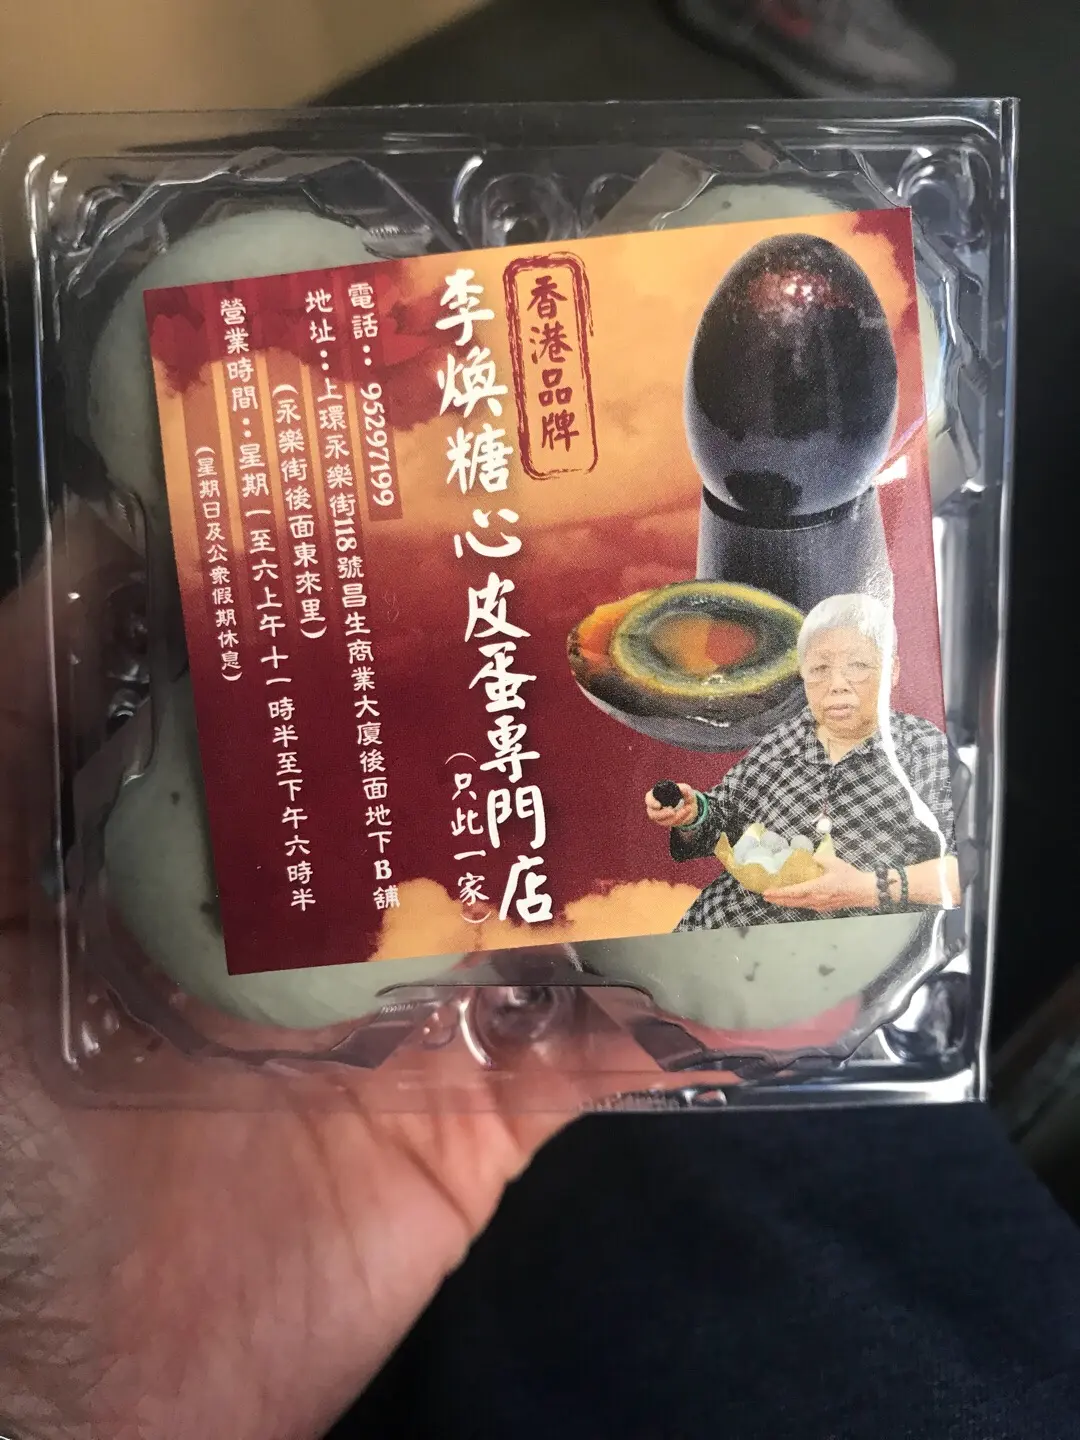 香港品牌
李煥糖心皮蛋專門店
(只此一家)
電話：95297199
地址：上環永樂街118號昌生商業大廈後面地下B舖
(永樂街後面東來里)
營業時間：星期一至六上午十一時半至下午六時半
(星期日及公眾假期休息)